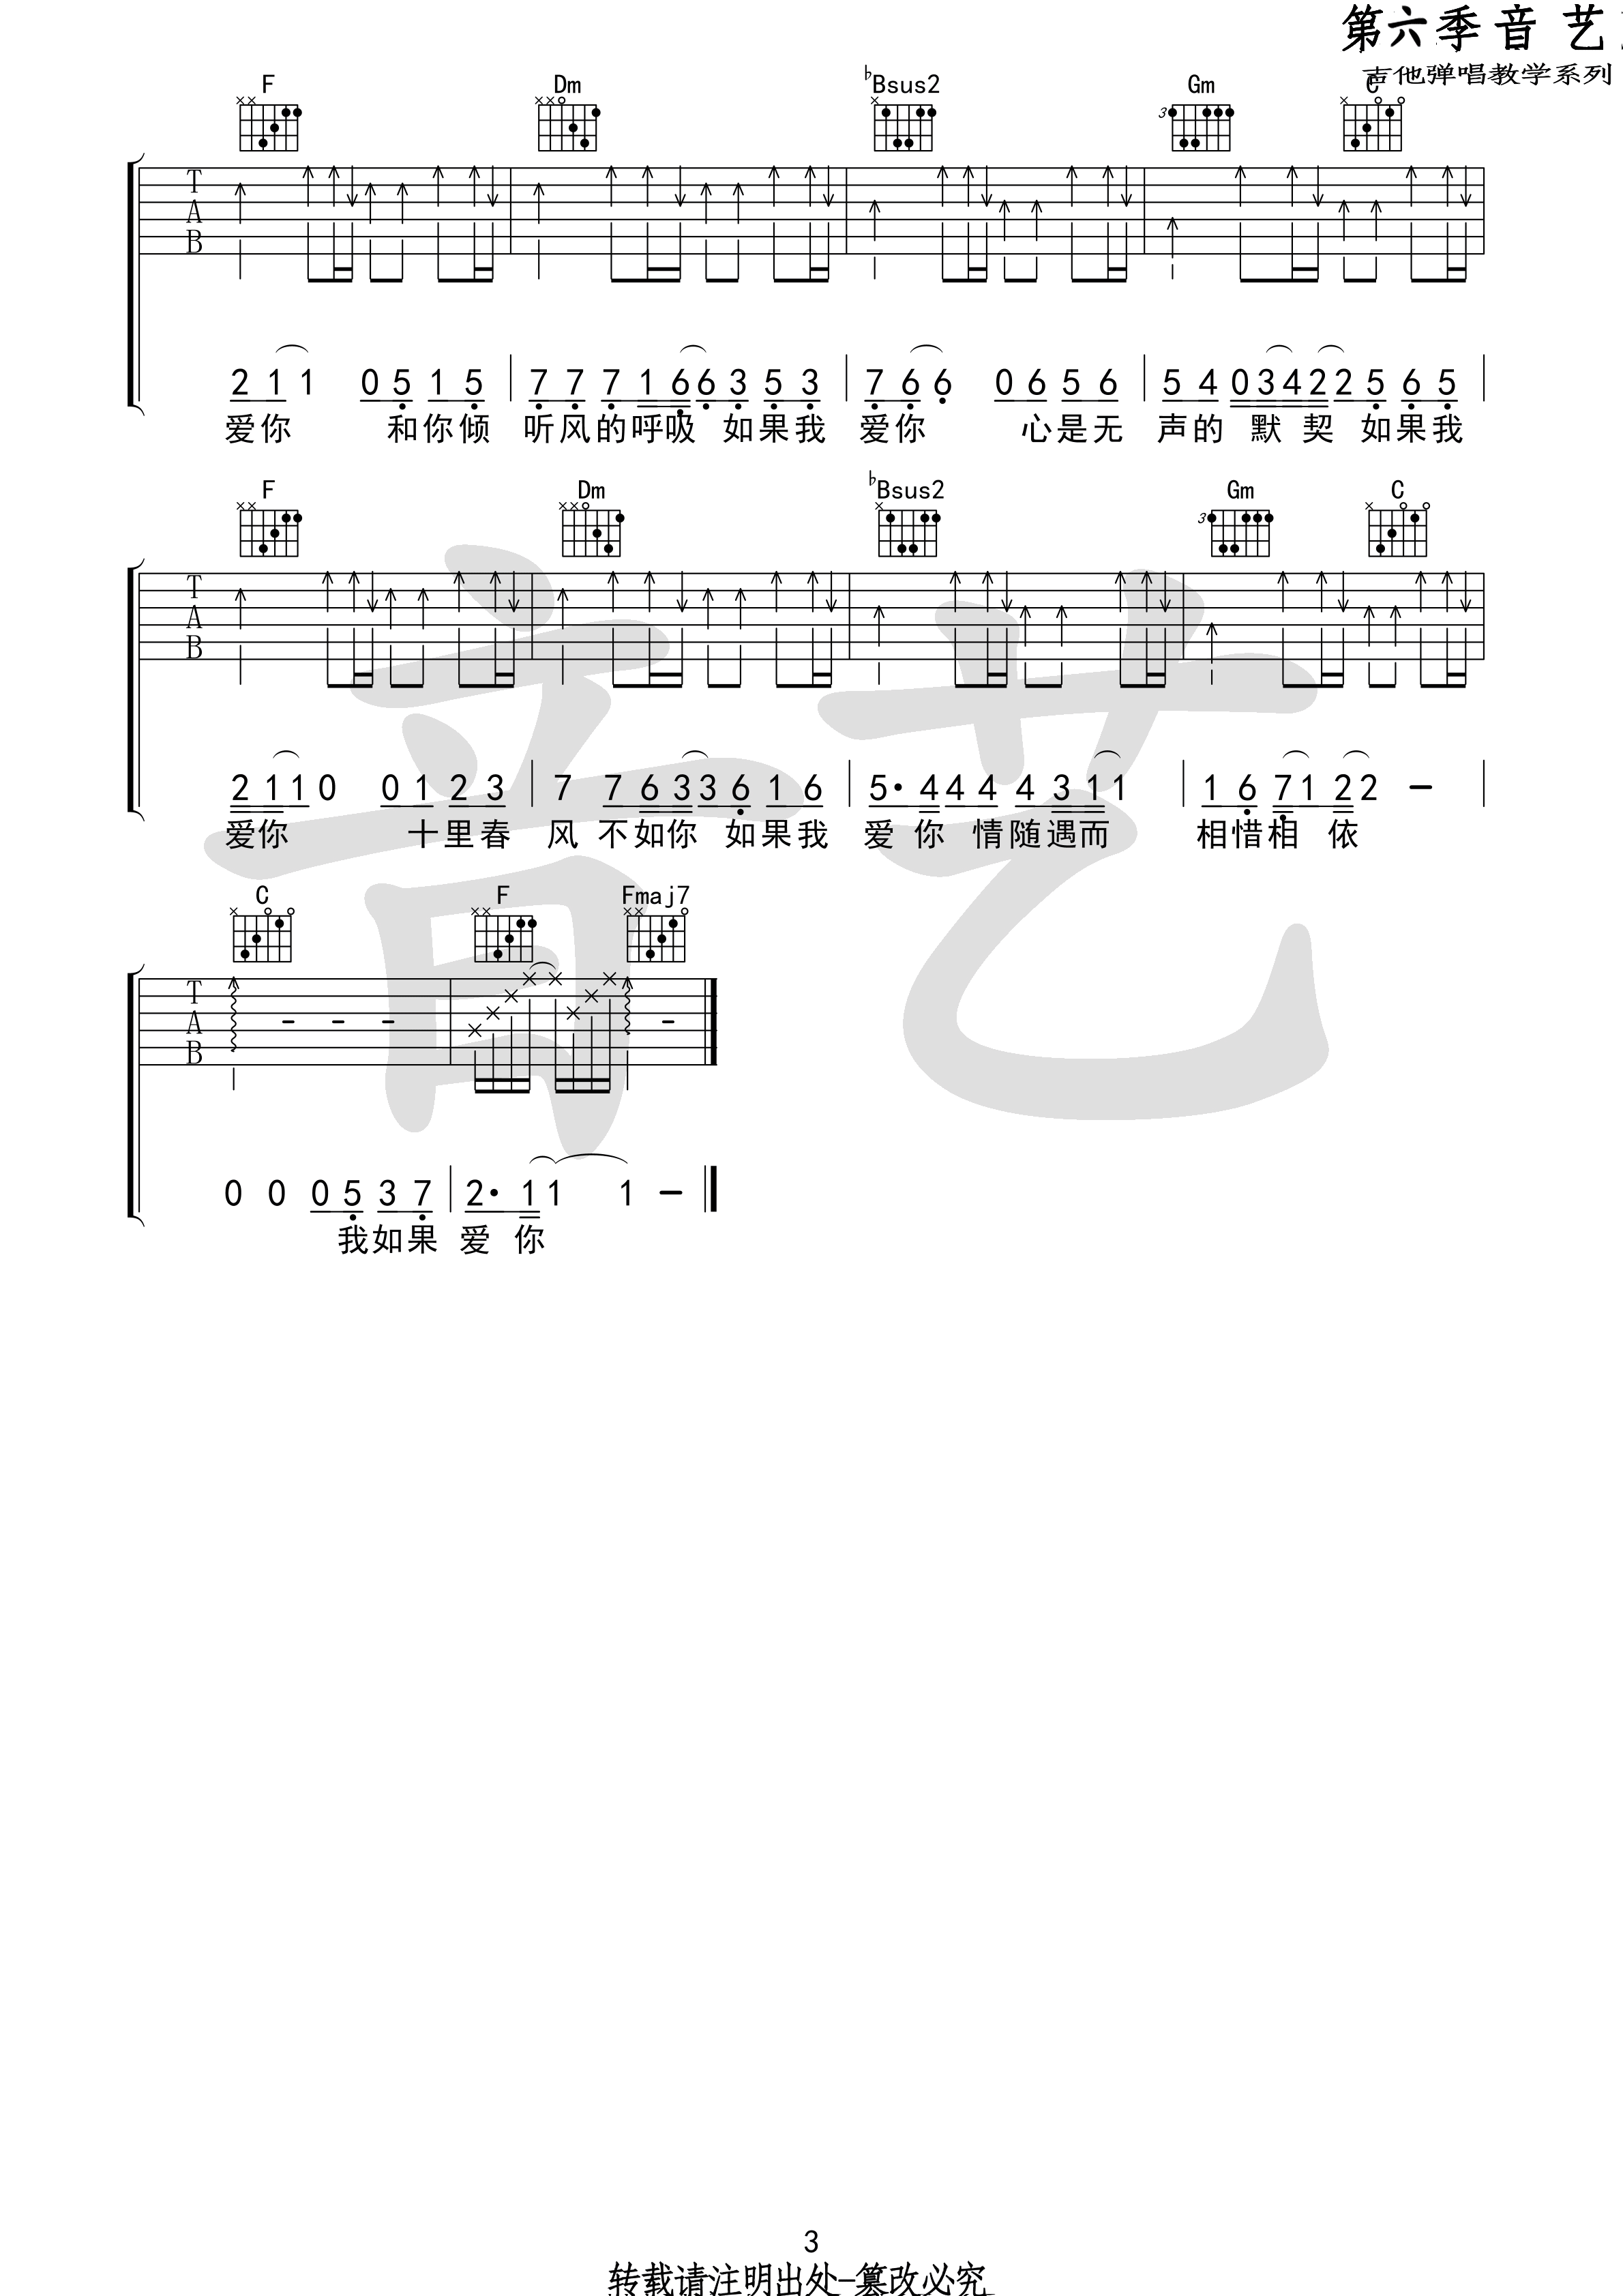 第六季音 艺
吉他弹唱教学系列
F Dm ♭Bsus2 Gm C
3
T
A
B
2 1 1 0 5 1 5 7 7 7 1 6 6 3 5 3 7 6 6 0 6 5 6 5 4 0 3 4 2 2 5 6 5
爱你 和你倾 听风的呼吸 如果我 爱你 心是无 声的 默 契 如果我
F Dm ♭Bsus2 Gm C
3
T
A
B
2 1 1 0 0 1 2 3 7 7 6 3 3 6 1 6 5· 4 4 4 4 3 1 1 1 6 7 1 2 2 -
爱你 十里春 风 不如你 如果我 爱 你 情随遇而 相惜相 依
C F Fmaj7
T
A
B
0 0 0 5 3 7 2· 1 1 1 -
我如果 爱 你
音艺
3
转载请注明出处-篡改必究